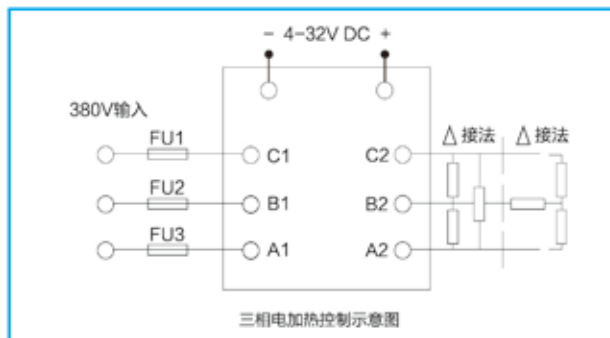 - 4-32V DC +
380V输入
FU1
C1
C2
△ 接法
△ 接法
FU2
B1
B2
FU3
A1
A2
三相电加热控制示意图